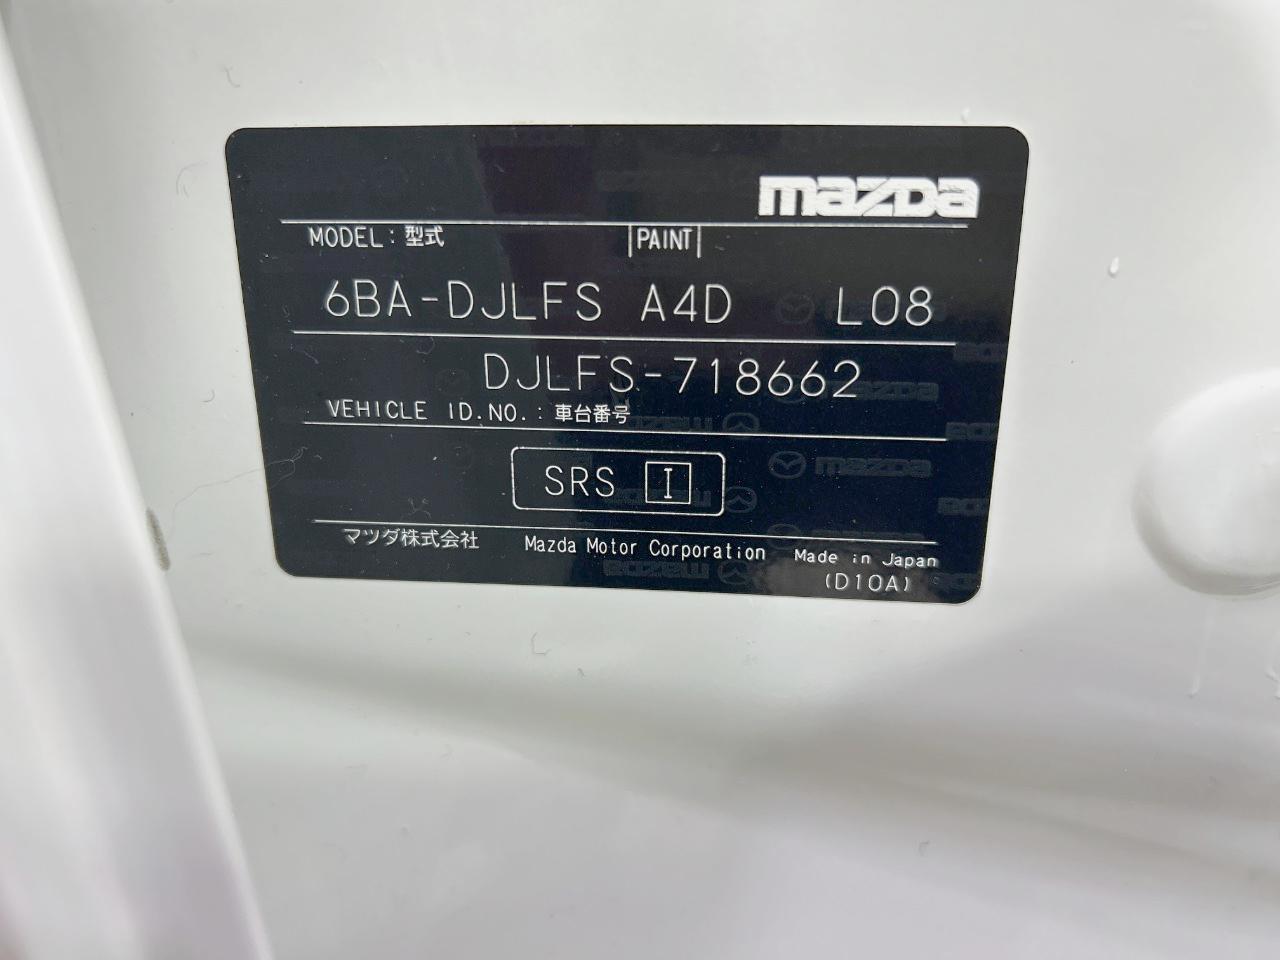 mazda
MODEL: 型式 PAINT
6BA-DJLFS A4D L08
DJLFS-718662
VEHICLE ID.NO.: 車台番号
SRS I
マツダ株式会社 Mazda Motor Corporation Made in Japan
(D10A)